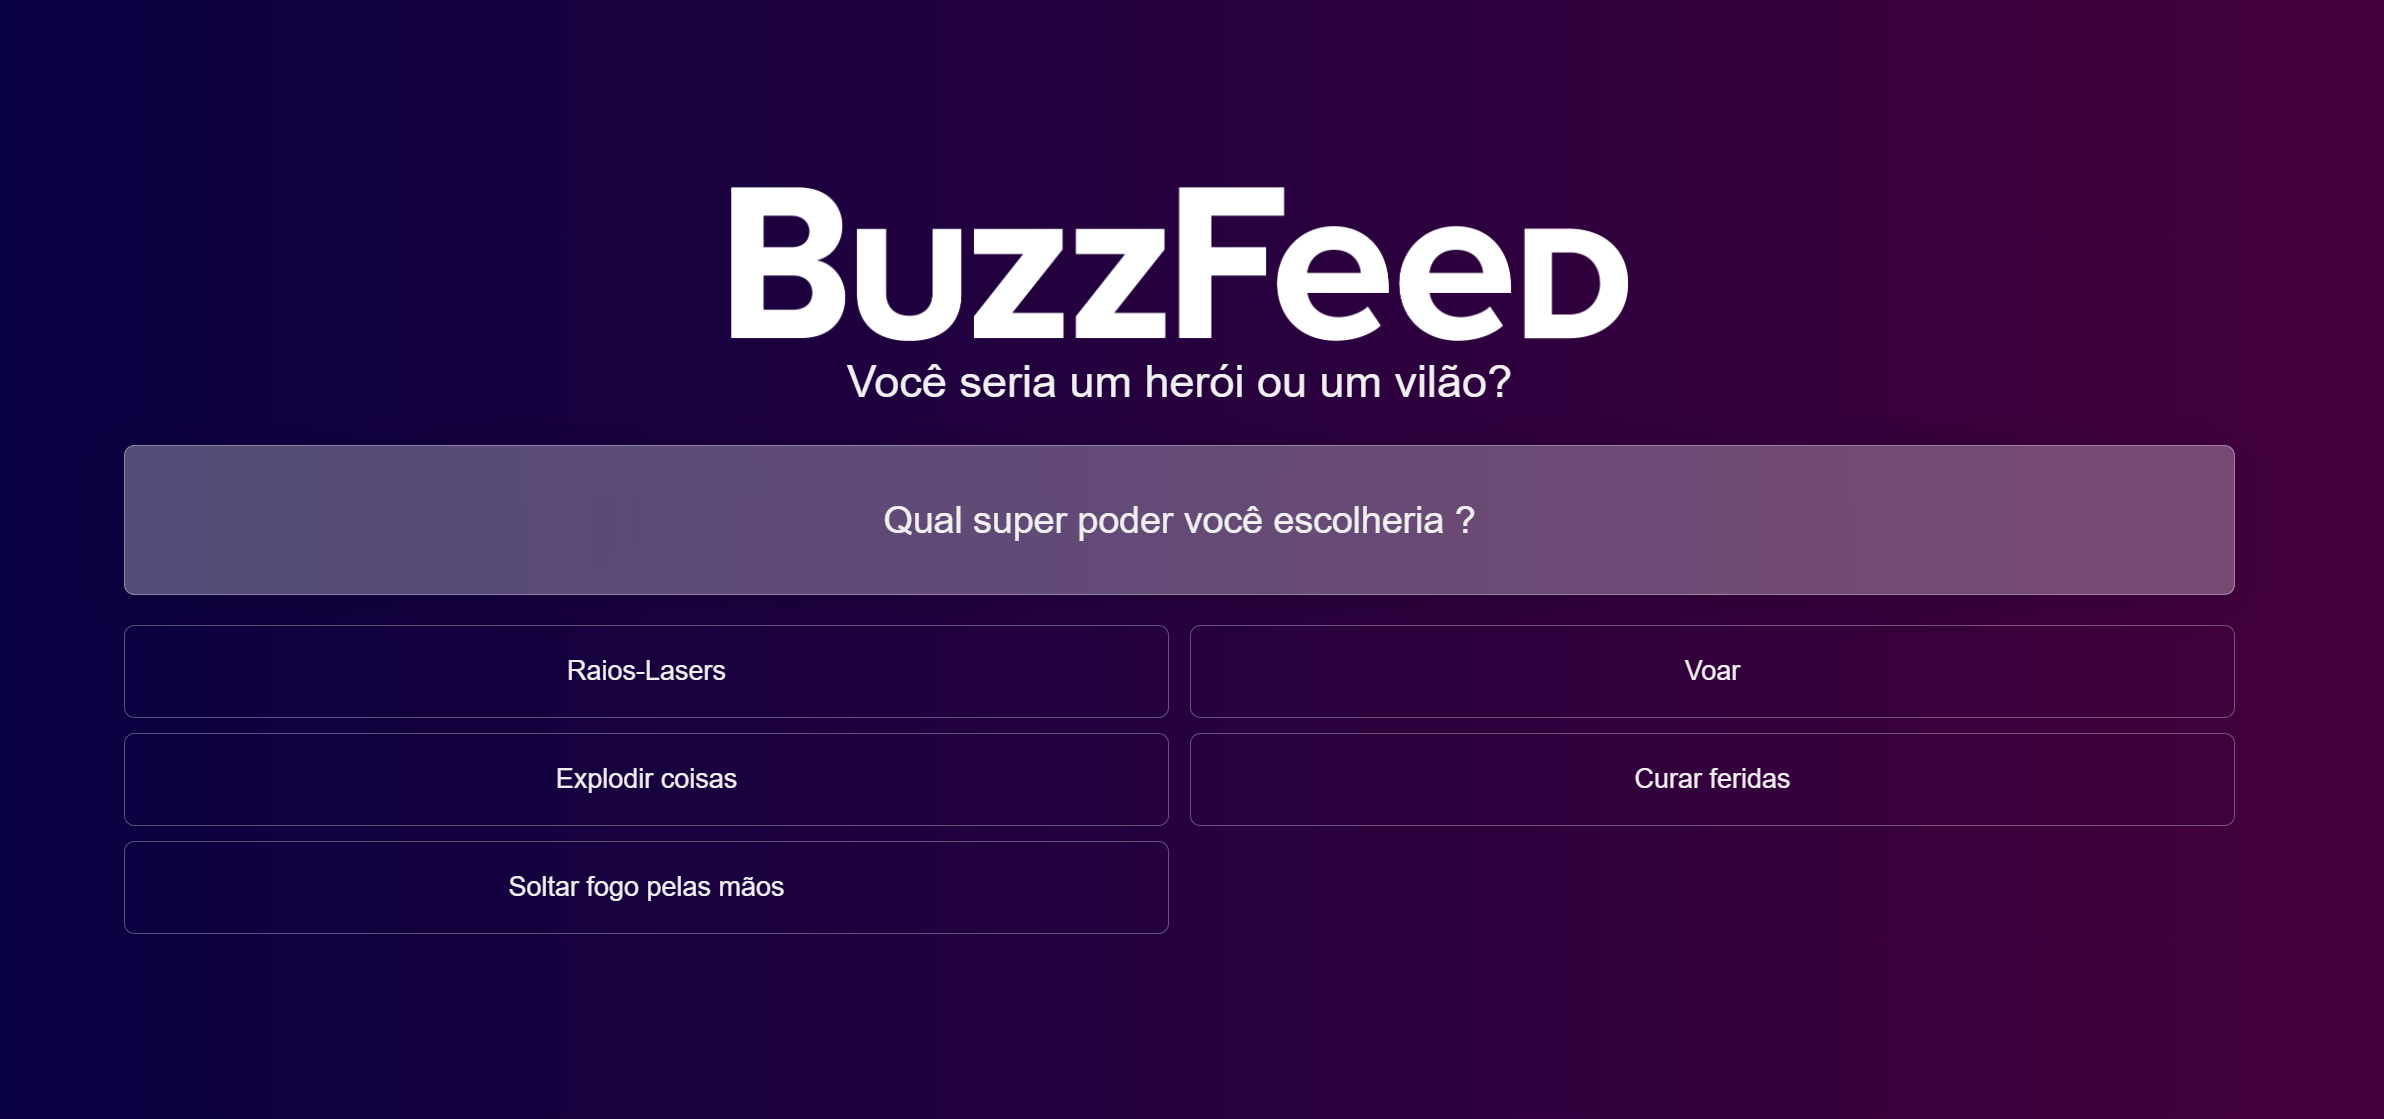 BuzzFeed
Você seria um herói ou um vilão?
Qual super poder você escolheria ?
Raios-Lasers
Voar
Explodir coisas
Curar feridas
Soltar fogo pelas mãos